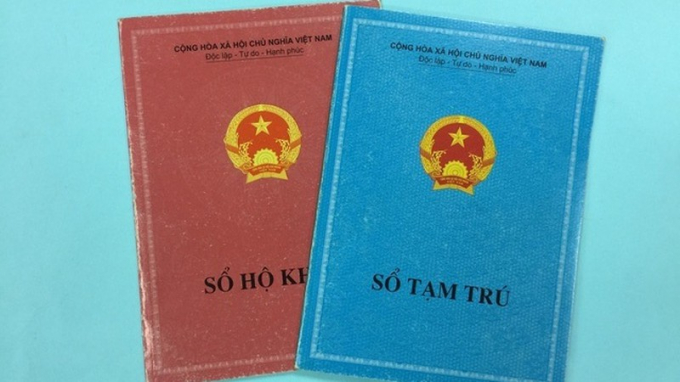 CỘNG HÒA XÃ HỘI CHỦ NGHĨA VIỆT NAM
Độc lập - Tự do - Hạnh phúc
SỔ HỘ KH
CỘNG HÒA XÃ HỘI CHỦ NGHĨA VIỆT NAM
Độc lập - Tự do - Hạnh phúc
SỔ TẠM TRÚ